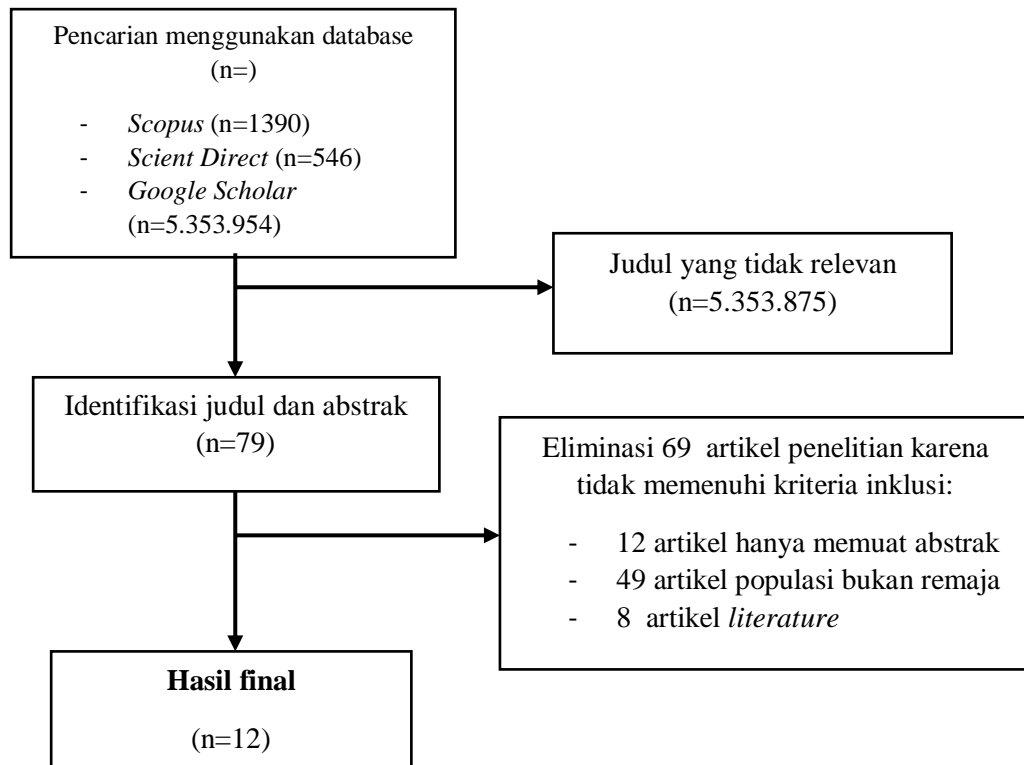 Pencarian menggunakan database
(n=)
- Scopus (n=1390)
- Scient Direct (n=546)
- Google Scholar
(n=5.353.954)
Judul yang tidak relevan
(n=5.353.875)
Identifikasi judul dan abstrak
(n=79)
Eliminasi 69 artikel penelitian karena
tidak memenuhi kriteria inklusi:
- 12 artikel hanya memuat abstrak
- 49 artikel populasi bukan remaja
- 8 artikel literature
Hasil final
(n=12)